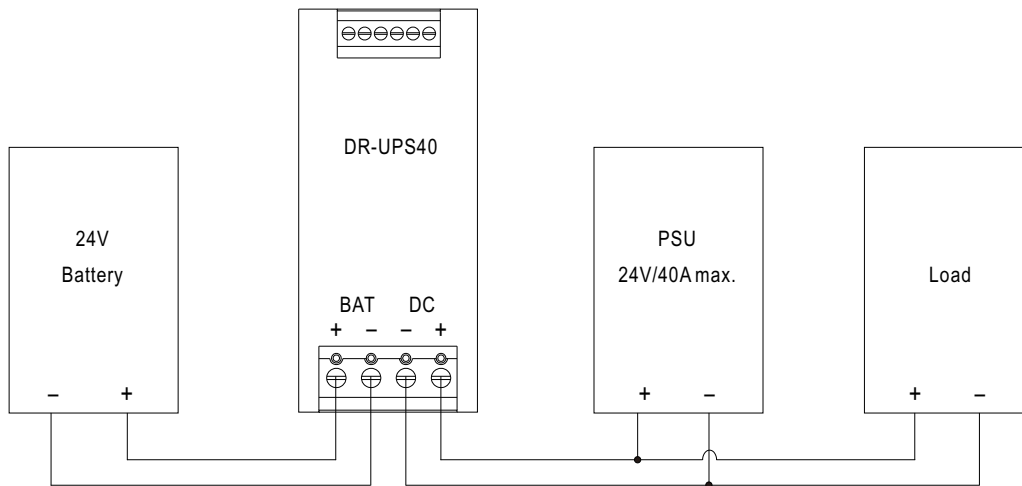 DR-UPS40
24V
Battery
PSU
24V/40A max.
Load
BAT DC
+ − − +
− +
+ −
+ −